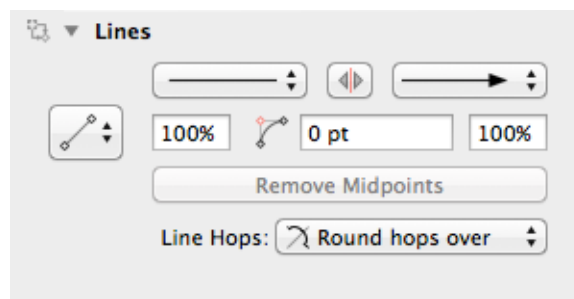 Lines
100% 0 pt 100%
Remove Midpoints
Line Hops: Round hops over